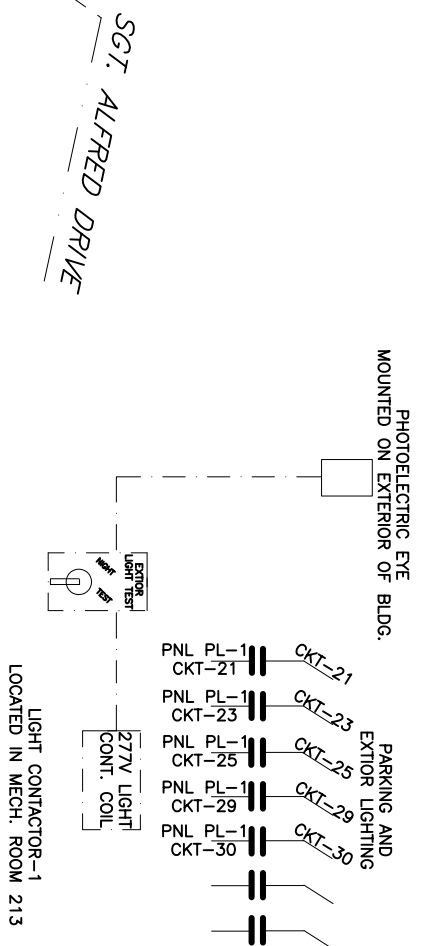 SGT. ALFRED DRIVE
PHOTOELECTRIC EYE
MOUNTED ON EXTERIOR OF BLDG.
EXTIOR
LIGHT TEST
NIGHT
TEST
277V LIGHT
CONT. COIL
LIGHT CONTACTOR-1
LOCATED IN MECH. ROOM 213
PARKING AND
EXTIOR LIGHTING
PNL PL-1
CKT-21
CKT-21
PNL PL-1
CKT-23
CKT-23
PNL PL-1
CKT-25
CKT-25
PNL PL-1
CKT-29
CKT-29
PNL PL-1
CKT-30
CKT-30